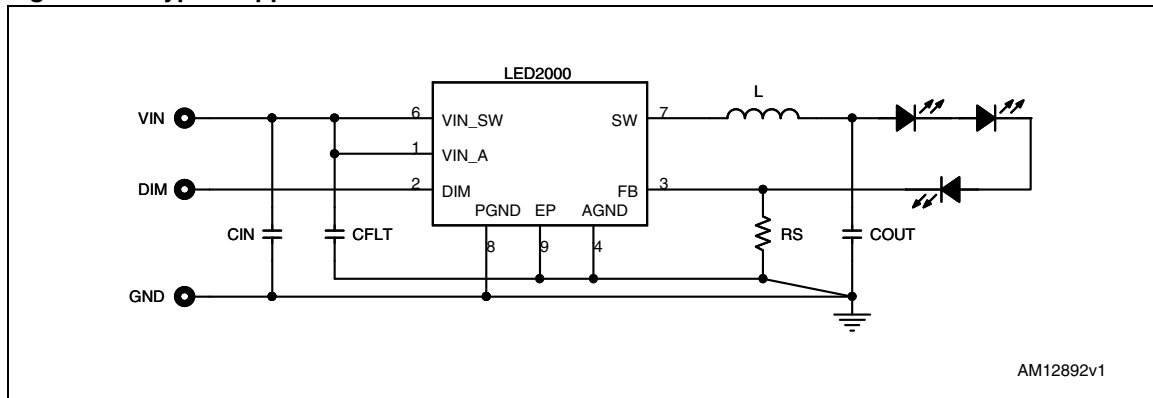 LED2000
L
VIN
6
VIN_SW
SW
7
1
VIN_A
DIM
2
DIM
FB
3
PGND
EP
AGND
CIN
CFLT
8
9
4
RS
COUT
GND
AM12892v1